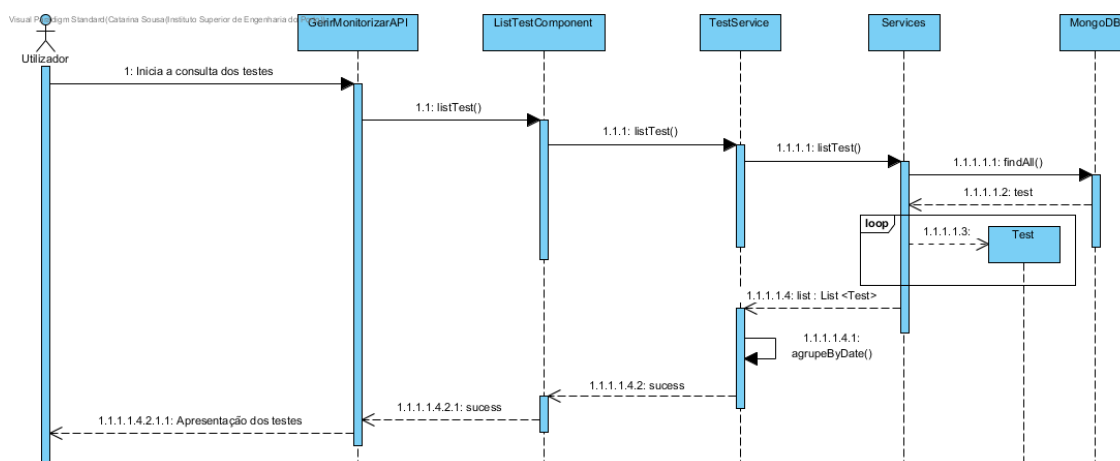 Visual Paradigm Standard(Catarina Sousa(Instituto Superior de Engenharia do
GerirMonitorizarAPI
ListTestComponent
TestService
Services
MongoDB
Utilizador
1: Inicia a consulta dos testes
1.1: listTest()
1.1.1: listTest()
1.1.1.1: listTest()
1.1.1.1.1: findAll()
1.1.1.1.2: test
loop
1.1.1.1.3:
Test
1.1.1.1.4: list : List <Test>
1.1.1.1.4.1:
agrupeByDate()
1.1.1.1.4.2: sucess
1.1.1.1.4.2.1: sucess
1.1.1.1.4.2.1.1: Apresentação dos testes